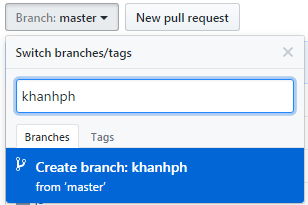 Branch: master New pull request
Switch branches/tags
khanhph
Branches Tags
Create branch: khanhph
from 'master'